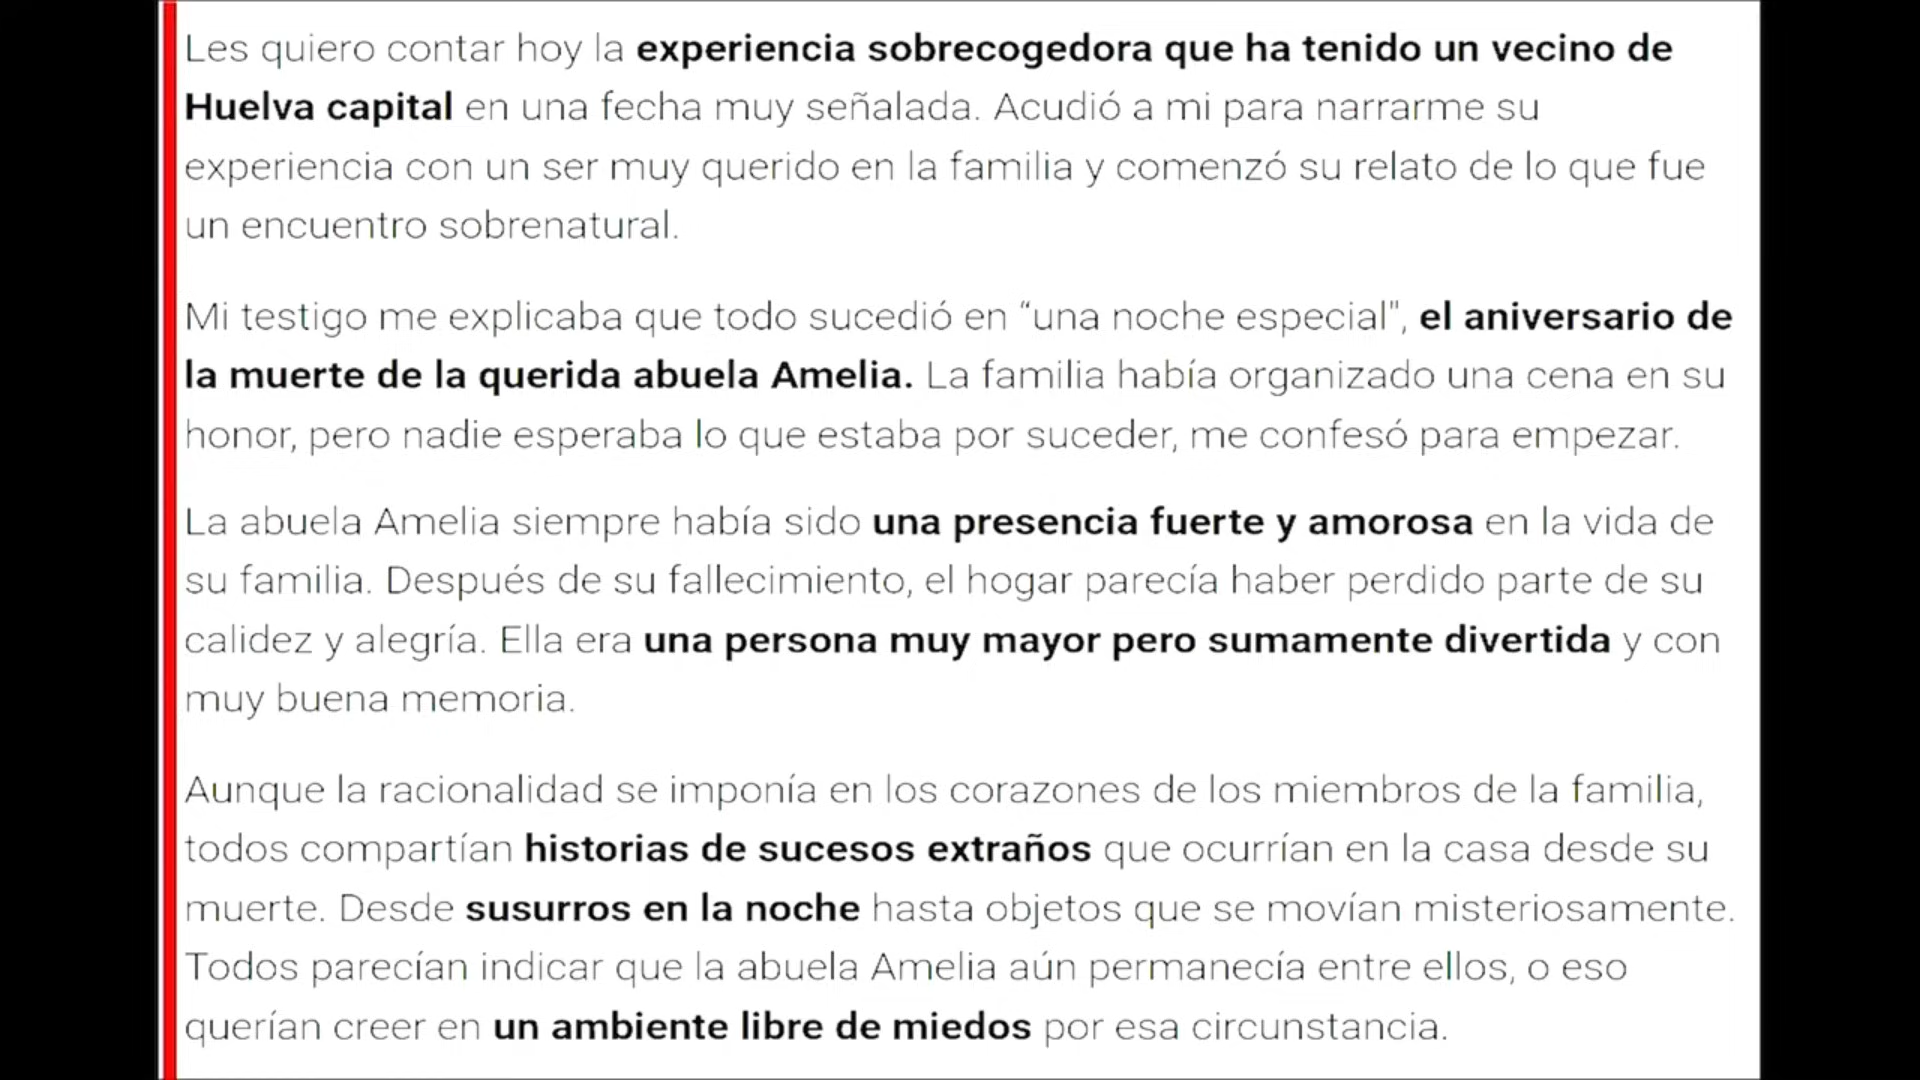 Les quiero contar hoy la experiencia sobrecogedora que ha tenido un vecino de
Huelva capital en una fecha muy señalada. Acudió a mi para narrarme su
experiencia con un ser muy querido en la familia y comenzó su relato de lo que fue
un encuentro sobrenatural.
Mi testigo me explicaba que todo sucedió en “una noche especial", el aniversario de
la muerte de la querida abuela Amelia. La familia había organizado una cena en su
honor, pero nadie esperaba lo que estaba por suceder, me confesó para empezar.
La abuela Amelia siempre había sido una presencia fuerte y amorosa en la vida de
su familia. Después de su fallecimiento, el hogar parecía haber perdido parte de su
calidez y alegría. Ella era una persona muy mayor pero sumamente divertida y con
muy buena memoria.
Aunque la racionalidad se imponía en los corazones de los miembros de la familia,
todos compartían historias de sucesos extraños que ocurrían en la casa desde su
muerte. Desde susurros en la noche hasta objetos que se movían misteriosamente.
Todos parecían indicar que la abuela Amelia aún permanecía entre ellos, o eso
querían creer en un ambiente libre de miedos por esa circunstancia.